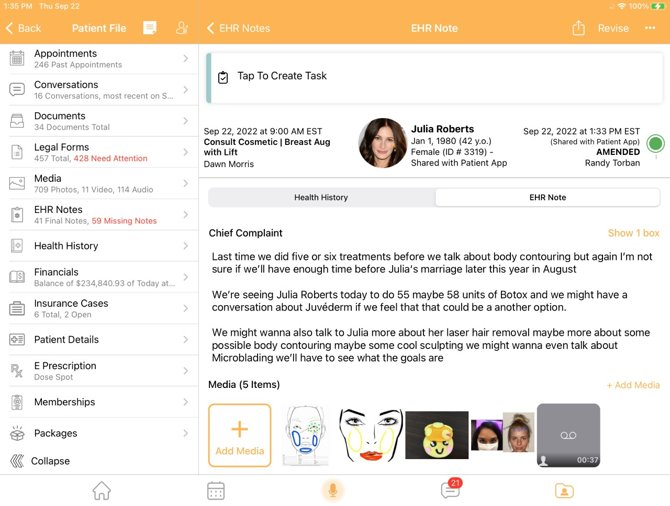 1:35 PM Thu Sep 22
100%
Back
Patient File
EHR Notes
EHR Note
Revise
Appointments
246 Past Appointments
Conversations
16 Conversations, most recent on S...
Documents
34 Documents Total
Legal Forms
457 Total, 428 Need Attention
Media
709 Photos, 11 Video, 114 Audio
EHR Notes
41 Final Notes, 59 Missing Notes
Health History
Financials
Balance of $234,840.93 of Today at...
Insurance Cases
6 Total, 2 Open
Patient Details
E Prescription
Dose Spot
Memberships
Packages
Collapse
Tap To Create Task
Sep 22, 2022 at 9:00 AM EST
Consult Cosmetic | Breast Aug
with Lift
Dawn Morris
Julia Roberts
Jan 1, 1980 (42 y.o.)
Female (ID # 3319) -
Shared with Patient App
Sep 22, 2022 at 1:33 PM EST
(Shared with Patient App)
AMENDED
Randy Torban
Health History
EHR Note
Chief Complaint
Show 1 box
Last time we did five or six treatments before we talk about body contouring but again I'm not
sure if we'll have enough time before Julia's marriage later this year in August
We're seeing Julia Roberts today to do 55 maybe 58 units of Botox and we might have a
conversation about Juvéderm if we feel that that could be a another option.
We might wanna also talk to Julia more about her laser hair removal maybe more about some
possible body contouring maybe some cool sculpting we might wanna even talk about
Microblading we'll have to see what the goals are
Media (5 Items)
+ Add Media
Add Media
00:37
21